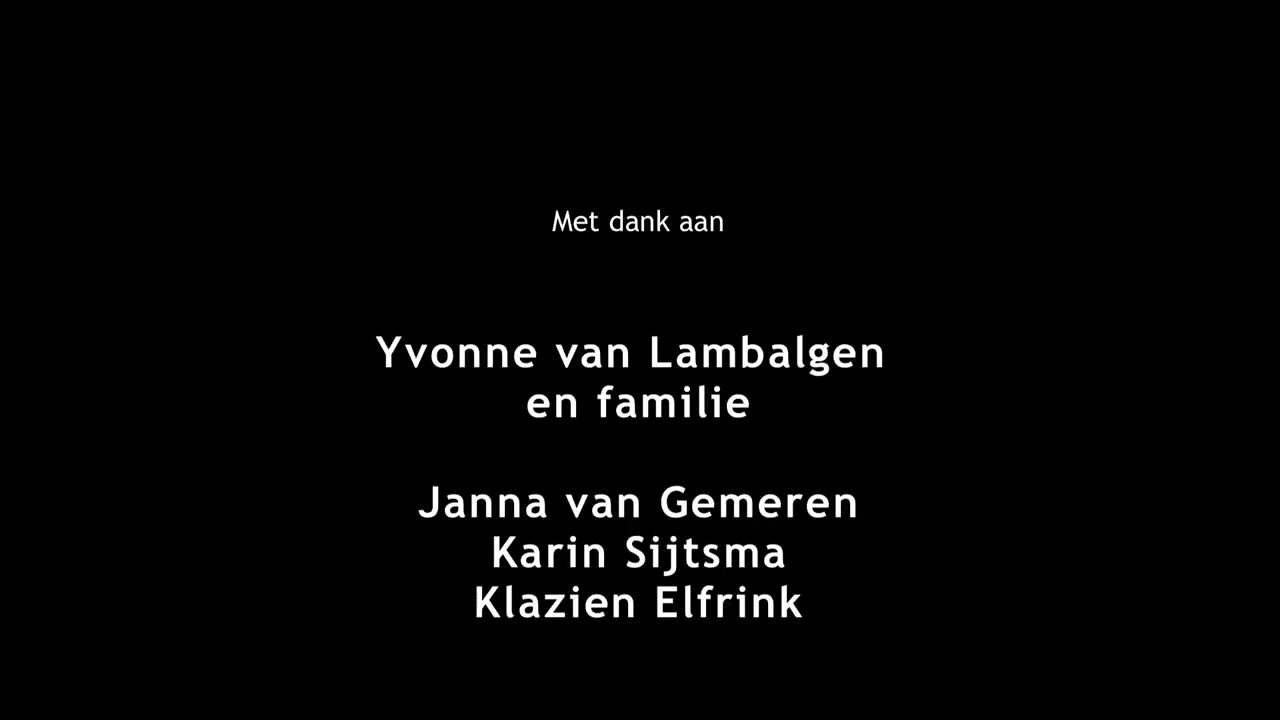 Met dank aan
Yvonne van Lambalgen
en familie
Janna van Gemeren
Karin Sijtsma
Klazien Elfrink